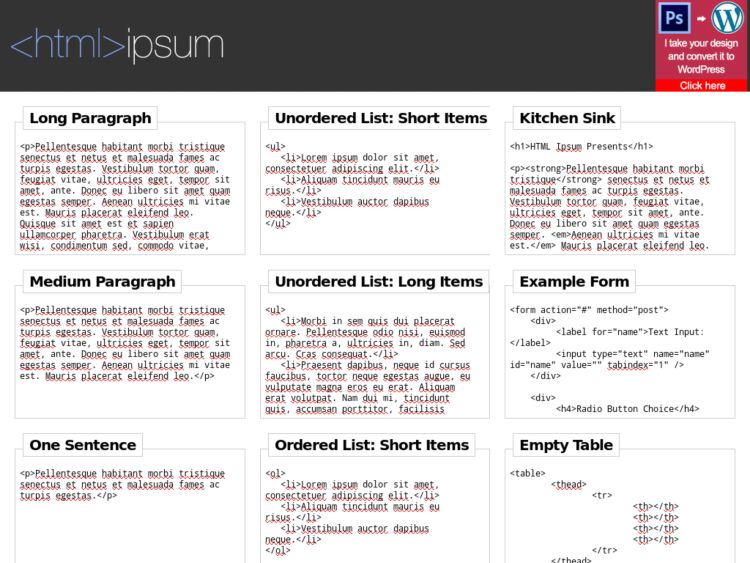 <html>ipsum
Ps
I take your design
and convert it to
WordPress
Click here
Long Paragraph
<p>Pellentesque habitant morbi tristique
senectus et netus et malesuada fames ac
turpis egestas. Vestibulum tortor quam,
feugiat vitae, ultricies eget, tempor sit
amet, ante. Donec eu libero sit amet quam
egestas semper. Aenean ultricies mi vitae
est. Mauris placerat eleifend leo.
Quisque sit amet est et sapien
ullamcorper pharetra. Vestibulum erat
wisi, condimentum sed, commodo vitae,
Unordered List: Short Items
<ul>
<li>Lorem ipsum dolor sit amet,
consectetuer adipiscing elit.</li>
<li>Aliquam tincidunt mauris eu
risus.</li>
<li>Vestibulum auctor dapibus
neque.</li>
</ul>
Kitchen Sink
<h1>HTML Ipsum Presents</h1>
<p><strong>Pellentesque habitant morbi
tristique</strong> senectus et netus et
malesuada fames ac turpis egestas.
Vestibulum tortor quam, feugiat vitae,
ultricies eget, tempor sit amet, ante.
Donec eu libero sit amet quam egestas
semper. <em>Aenean ultricies mi vitae
est.</em> Mauris placerat eleifend leo.
Medium Paragraph
<p>Pellentesque habitant morbi tristique
senectus et netus et malesuada fames ac
turpis egestas. Vestibulum tortor quam,
feugiat vitae, ultricies eget, tempor sit
amet, ante. Donec eu libero sit amet quam
egestas semper. Aenean ultricies mi vitae
est. Mauris placerat eleifend leo.</p>
Unordered List: Long Items
<ul>
<li>Morbi in sem quis dui placerat
ornare. Pellentesque odio nisi, euismod
in, pharetra a, ultricies in, diam. Sed
arcu. Cras consequat.</li>
<li>Praesent dapibus, neque id cursus
faucibus, tortor neque egestas augue, eu
vulputate magna eros eu erat. Aliquam
erat volutpat. Nam dui mi, tincidunt
quis, accumsan porttitor, facilisis
Example Form
<form action="#" method="post">
<div>
<label for="name">Text Input:
</label>
<input type="text" name="name"
id="name" value="" tabindex="1" />
</div>
<div>
<h4>Radio Button Choice</h4>
One Sentence
<p>Pellentesque habitant morbi tristique
senectus et netus et malesuada fames ac
turpis egestas.</p>
Ordered List: Short Items
<ol>
<li>Lorem ipsum dolor sit amet,
consectetuer adipiscing elit.</li>
<li>Aliquam tincidunt mauris eu
risus.</li>
<li>Vestibulum auctor dapibus
neque.</li>
</ol>
Empty Table
<table>
<thead>
<tr>
<th></th>
<th></th>
<th></th>
<th></th>
</tr>
</thead>